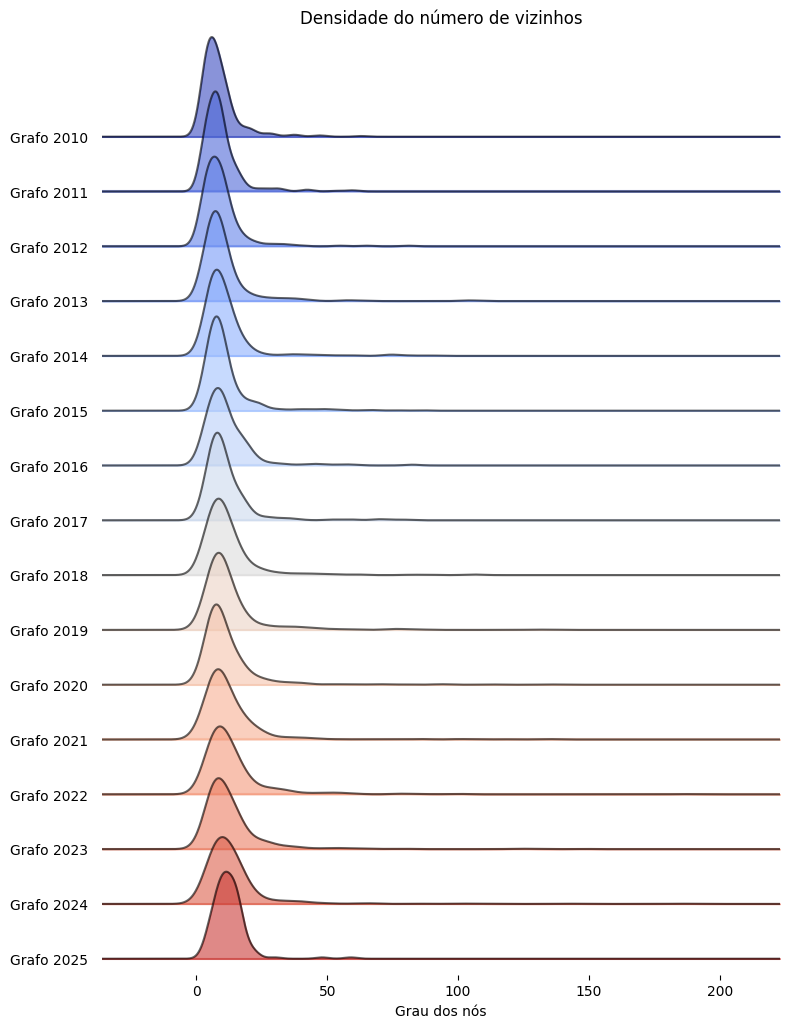 Densidade do número de vizinhos
Grafo 2010
Grafo 2011
Grafo 2012
Grafo 2013
Grafo 2014
Grafo 2015
Grafo 2016
Grafo 2017
Grafo 2018
Grafo 2019
Grafo 2020
Grafo 2021
Grafo 2022
Grafo 2023
Grafo 2024
Grafo 2025
0 50 100 150 200
Grau dos nós